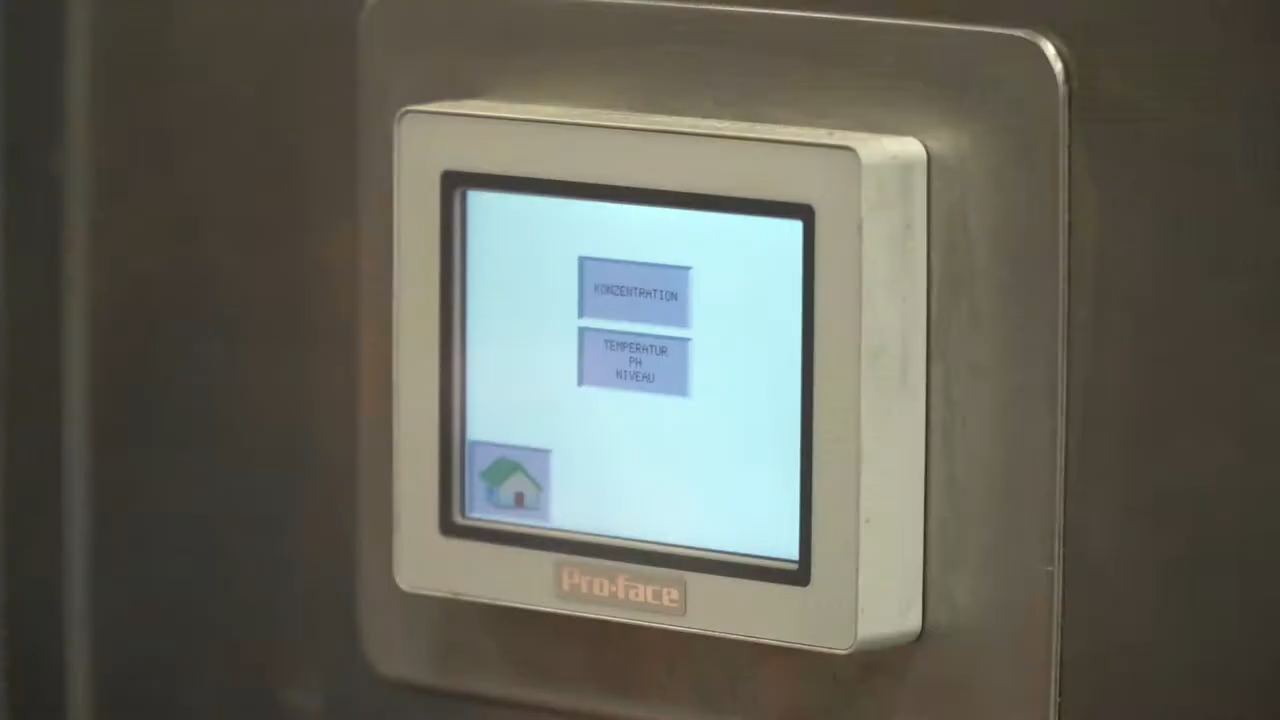 KONZENTRATION
TEMPERATUR
PH
NIVEAU
Pro-face